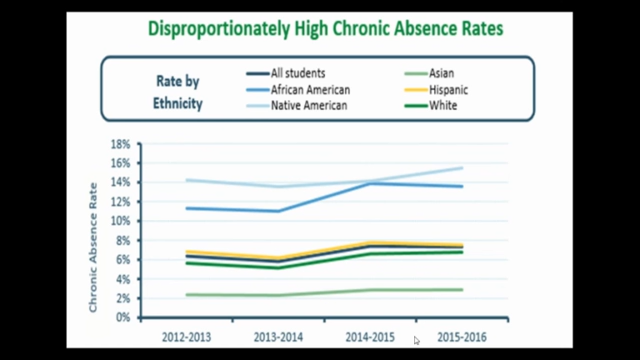 Disproportionately High Chronic Absence Rates
Rate by
Ethnicity
All students
Asian
African American
Hispanic
Native American
White
Chronic Absence Rate
18%
16%
14%
12%
10%
8%
6%
4%
2%
0%
2012-2013 2013-2014 2014-2015 2015-2016